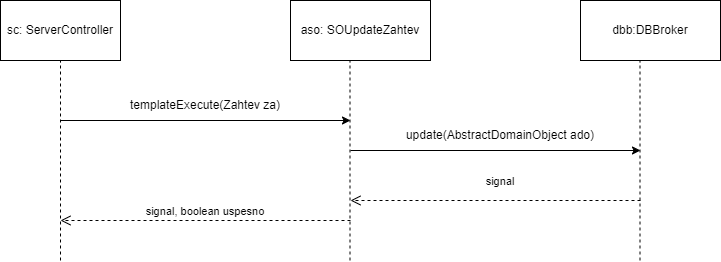 sc: ServerController
aso: SOUpdateZahtev
dbb:DBBroker
templateExecute(Zahtev za)
update(AbstractDomainObject ado)
signal
signal, boolean uspesno